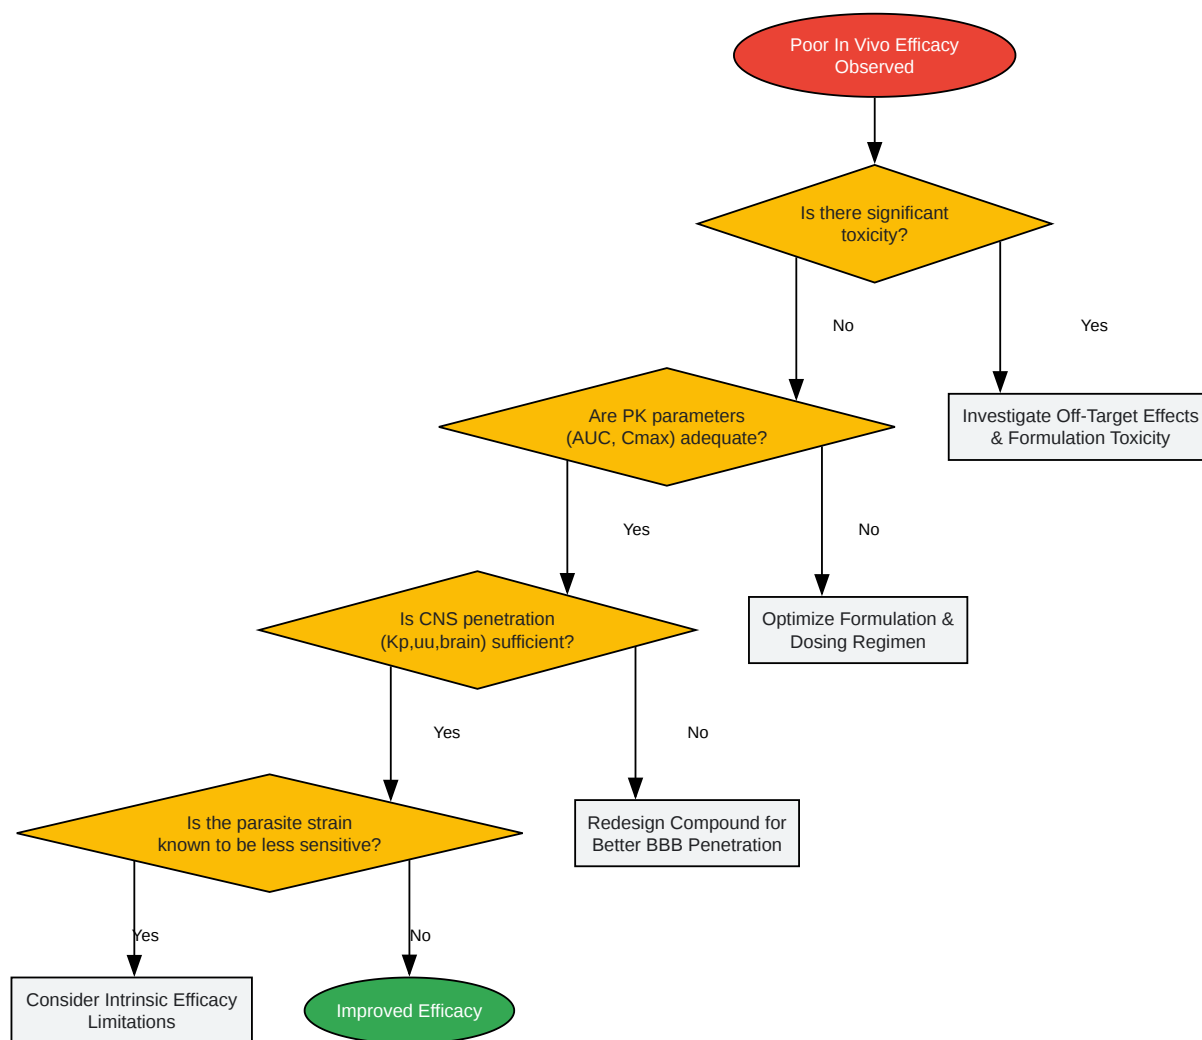 Poor In Vivo Efficacy
Observed
Is there significant
toxicity?
No
Yes
Are PK parameters
(AUC, Cmax) adequate?
Investigate Off-Target Effects
& Formulation Toxicity
Yes
No
Is CNS penetration
(Kp,uu,brain) sufficient?
Optimize Formulation &
Dosing Regimen
Yes
No
Is the parasite strain
known to be less sensitive?
Redesign Compound for
Better BBB Penetration
Yes
No
Consider Intrinsic Efficacy
Limitations
Improved Efficacy